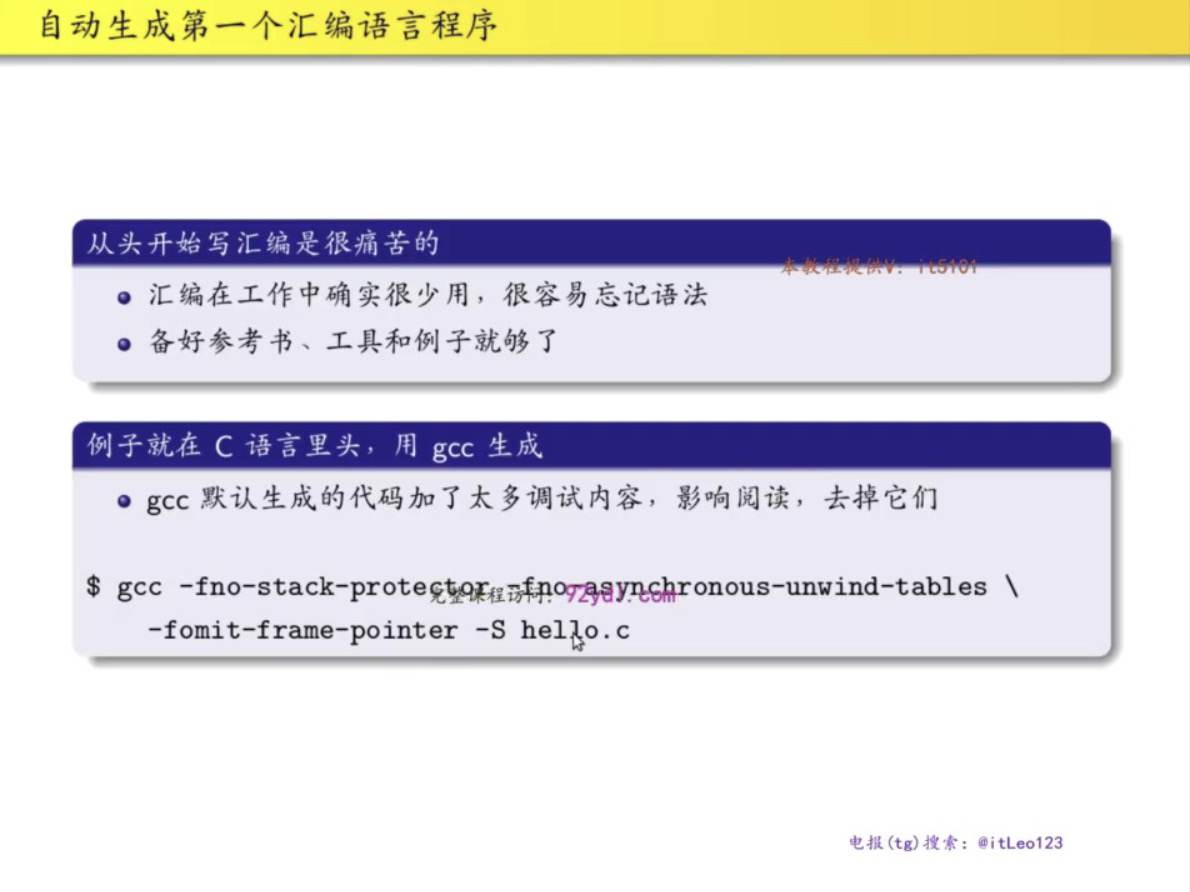 自动生成第一个汇编语言程序
从头开始写汇编是很痛苦的
本教程提供V: it5101
汇编在工作中确实很少用，很容易忘记语法
备好参考书、工具和例子就够了
例子就在 C 语言里头，用 gcc 生成
gcc 默认生成的代码加了太多调试内容，影响阅读，去掉它们
$ gcc -fno-stack-protector -fno-asynchronous-unwind-tables \
完整课程访问: 92ydl.com
-fomit-frame-pointer -S hello.c
电报(tg)搜索: @itLeo123